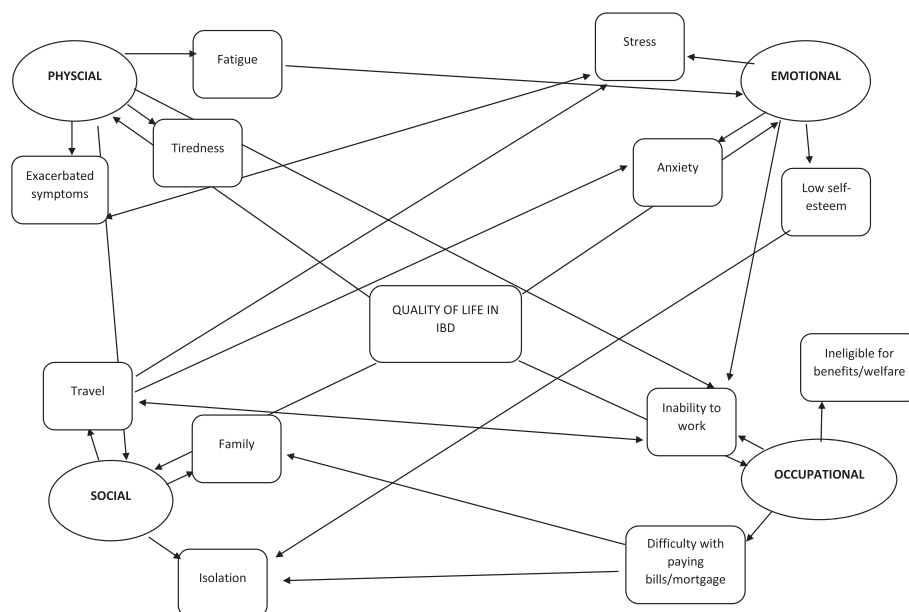 Stress
PHYSCIAL
Fatigue
EMOTIONAL
Tiredness
Anxiety
Exacerbated
symptoms
Low self-
esteem
QUALITY OF LIFE IN
IBD
Ineligible for
benefits/welfare
Travel
Inability to
work
Family
OCCUPATIONAL
SOCIAL
Difficulty with
paying
bills/mortgage
Isolation